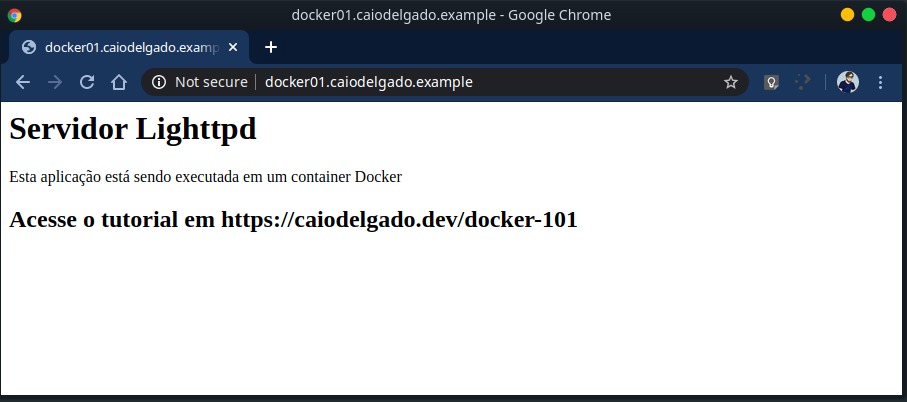 docker01.caiodelgado.example - Google Chrome
docker01.caiodelgado.examp
Not secure | docker01.caiodelgado.example
Servidor Lighttpd
Esta aplicação está sendo executada em um container Docker
Acesse o tutorial em https://caiodelgado.dev/docker-101